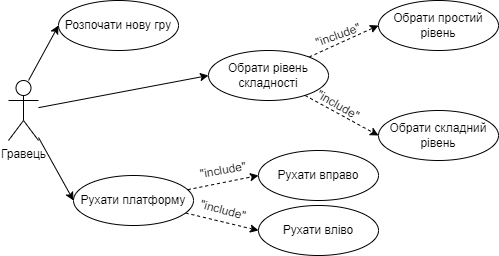 Розпочати нову гру
Обрати простий
рівень
"include"
Обрати рівень
складності
"include"
Обрати складний
рівень
Гравець
Рухати платформу
"include"
Рухати вправо
"include"
Рухати вліво